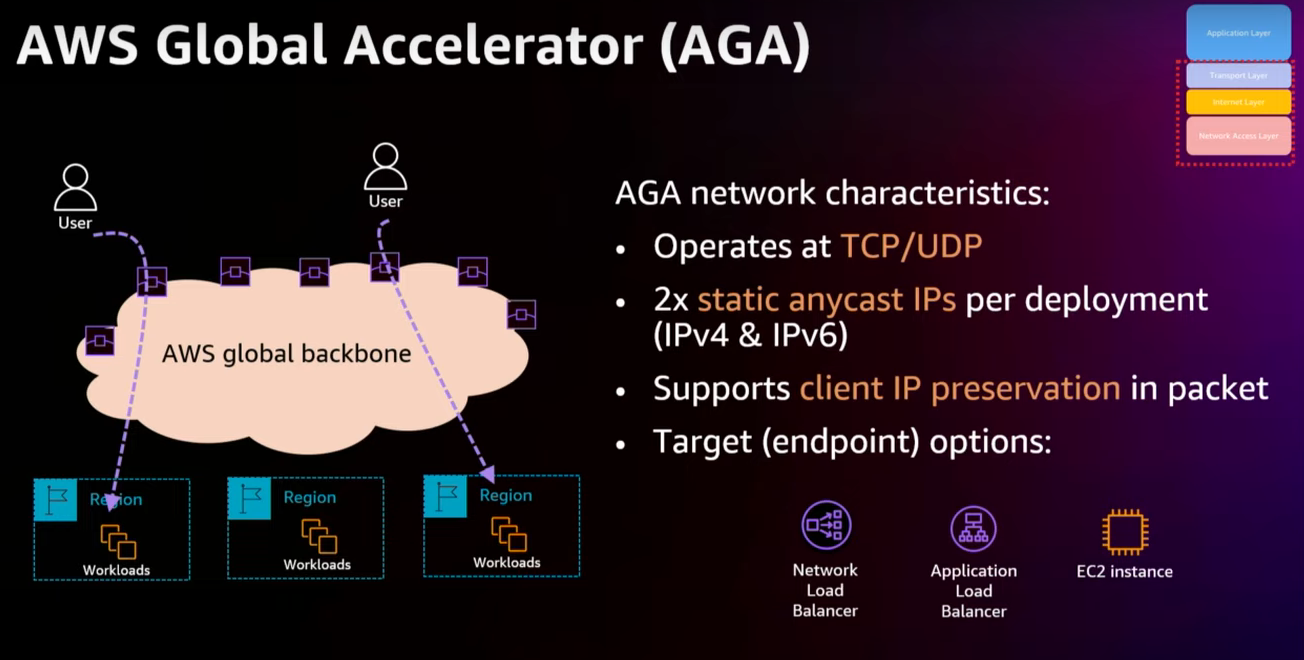 AWS Global Accelerator (AGA)
Application Layer
Transport Layer
Internet Layer
Network Access Layer
User
User
AWS global backbone
Region
Workloads
Region
Workloads
Region
Workloads
AGA network characteristics:
• Operates at TCP/UDP
• 2x static anycast IPs per deployment
(IPv4 & IPv6)
• Supports client IP preservation in packet
• Target (endpoint) options:
Network
Load
Balancer
Application
Load
Balancer
EC2 instance